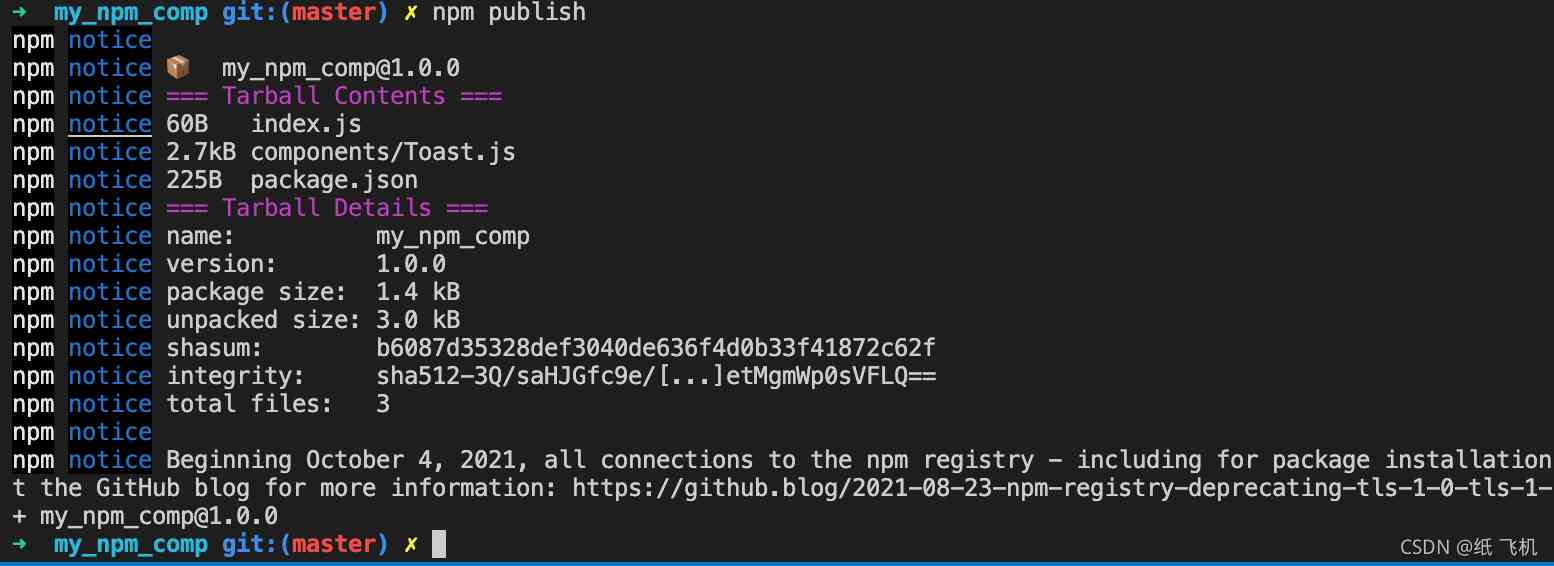 ➜  my_npm_comp git:(master) ✗ npm publish
npm notice
npm notice 📦  my_npm_comp@1.0.0
npm notice === Tarball Contents ===
npm notice 60B   index.js
npm notice 2.7kB components/Toast.js
npm notice 225B  package.json
npm notice === Tarball Details ===
npm notice name:          my_npm_comp
npm notice version:       1.0.0
npm notice package size:  1.4 kB
npm notice unpacked size: 3.0 kB
npm notice shasum:        b6087d35328def3040de636f4d0b33f41872c62f
npm notice integrity:     sha512-3Q/saHJGfc9e/[...]etMgmWp0sVFLQ==
npm notice total files:   3
npm notice
npm notice Beginning October 4, 2021, all connections to the npm registry - including for package installation
t the GitHub blog for more information: https://github.blog/2021-08-23-npm-registry-deprecating-tls-1-0-tls-1-
+ my_npm_comp@1.0.0
➜  my_npm_comp git:(master) ✗
CSDN @纸 飞机